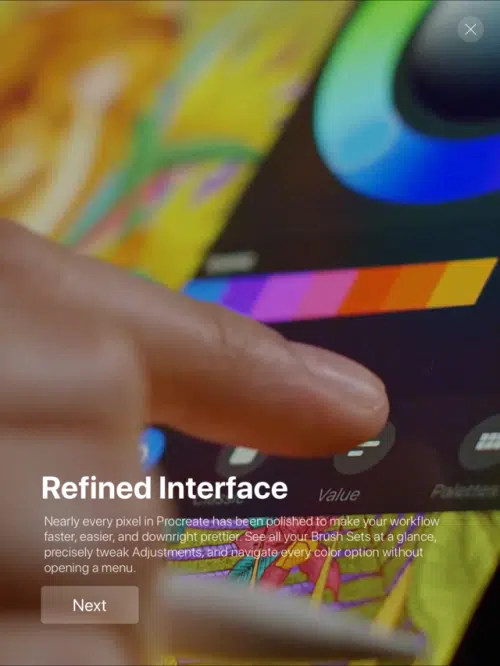 Refined Interface
Value
Palettes
Nearly every pixel in Procreate has been polished to make your workflow
faster, easier, and downright prettier. See all your Brush Sets at a glance,
precisely tweak Adjustments, and navigate every color option without
opening a menu.
Next